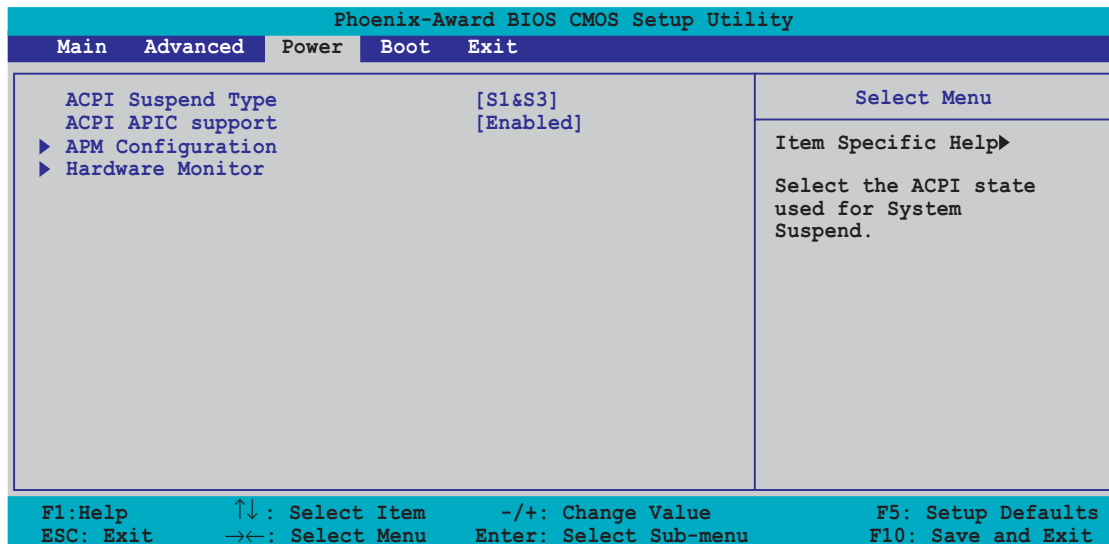 Phoenix-Award BIOS CMOS Setup Utility
Main Advanced Power Boot Exit
ACPI Suspend Type [S1&S3]
ACPI APIC support [Enabled]
▶ APM Configuration
▶ Hardware Monitor
Select Menu
Item Specific Help▶
Select the ACPI state
used for System
Suspend.
F1:Help ↑↓: Select Item -/+: Change Value F5: Setup Defaults
ESC: Exit →←: Select Menu Enter: Select Sub-menu F10: Save and Exit